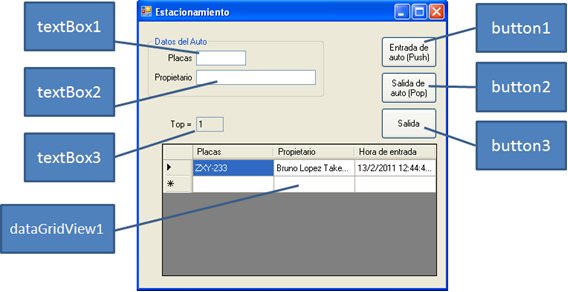 Estacionamiento
textBox1
Datos del Auto
Placas
Entrada de
auto (Push)
button1
textBox2
Propietario
Salida de
auto (Pop)
button2
textBox3
Top =
1
Salida
button3
Placas Propietario Hora de entrada
ZXY-233 Bruno Lopez Take... 13/2/2011 12:44:4...
dataGridView1